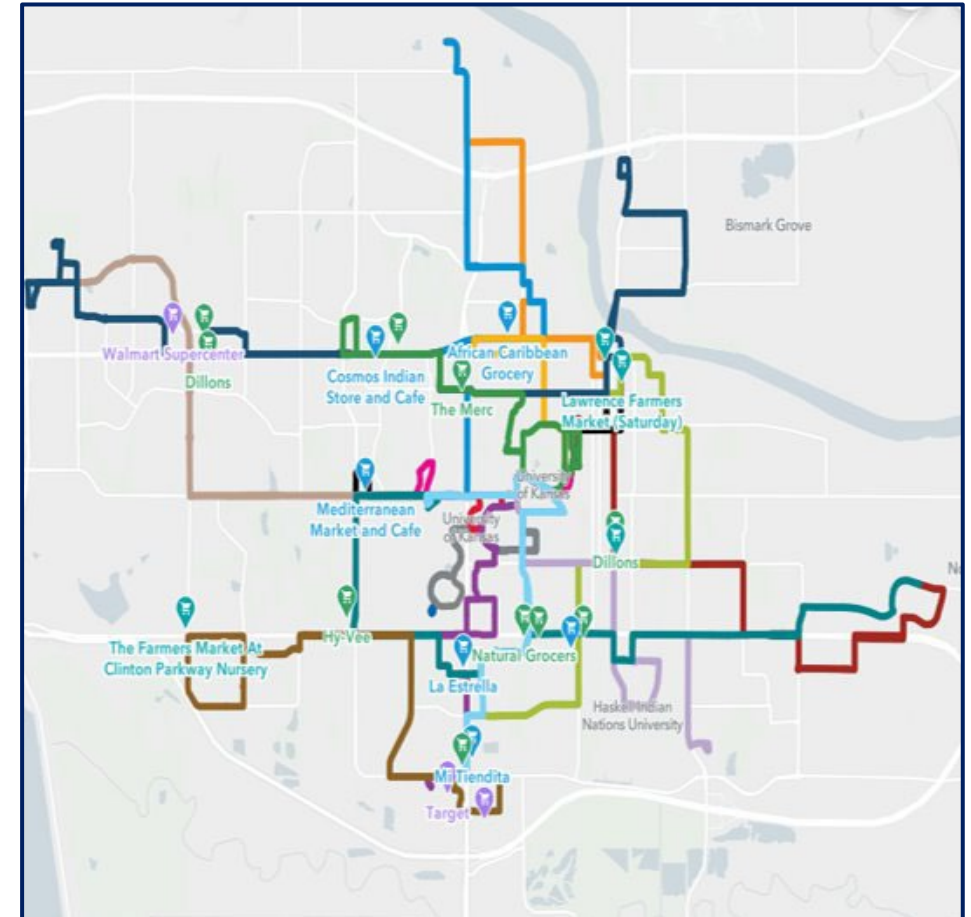 Bismark Grove
Walmart Supercenter
Dillons
Cosmos Indian
Store and Cafe
African Caribbean
Grocery
The Merc
Lawrence Farmers
Market (Saturday)
University
of Kansas
Mediterranean
Market and Cafe
University
of Kansas
Dillons
No
The Farmers Market At
Clinton Parkway Nursery
Hy-Vee
Natural Grocers
La Estrella
Haskell Indian
Nations University
Mi Tiendita
Target